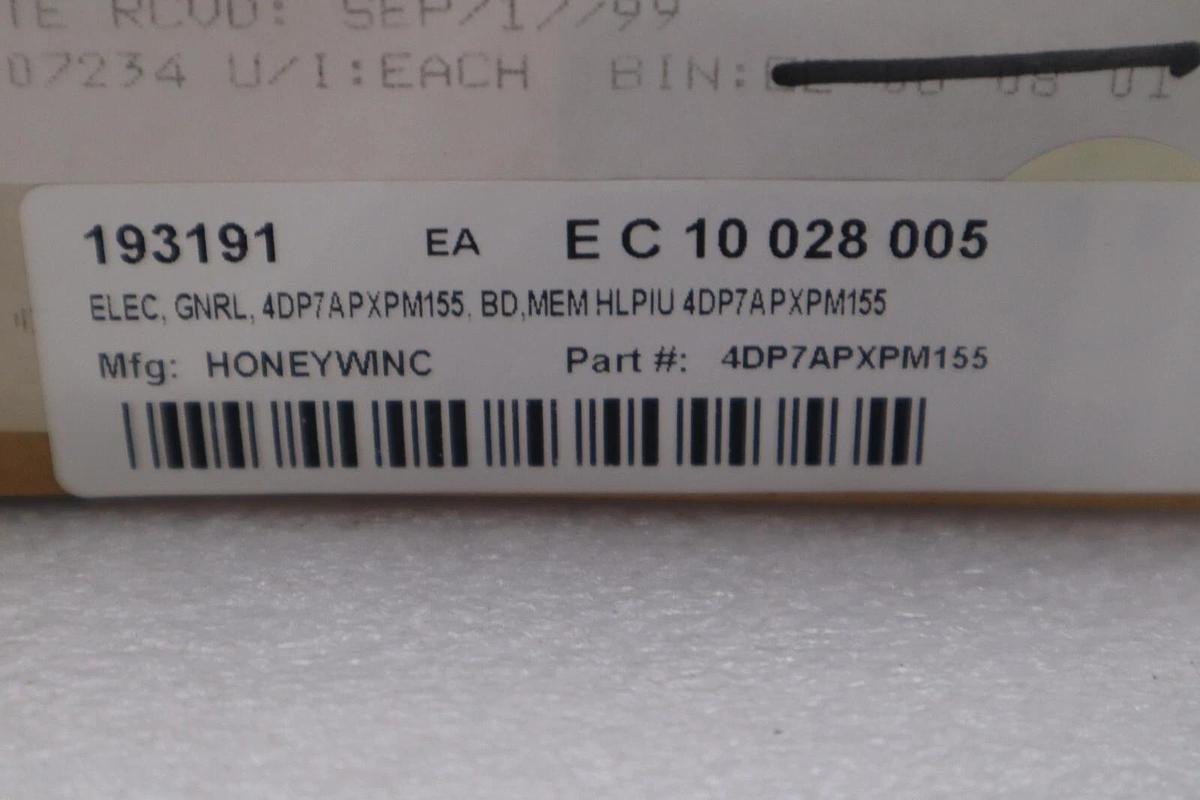 TE RCVD: SEP/17/99
07234 U/I:EACH BIN:
193191 EA E C 10 028 005
ELEC, GNRL, 4DP7APXPM155, BD,MEM HLPIU 4DP7APXPM155
Mfg: HONEYWINC Part #: 4DP7APXPM155